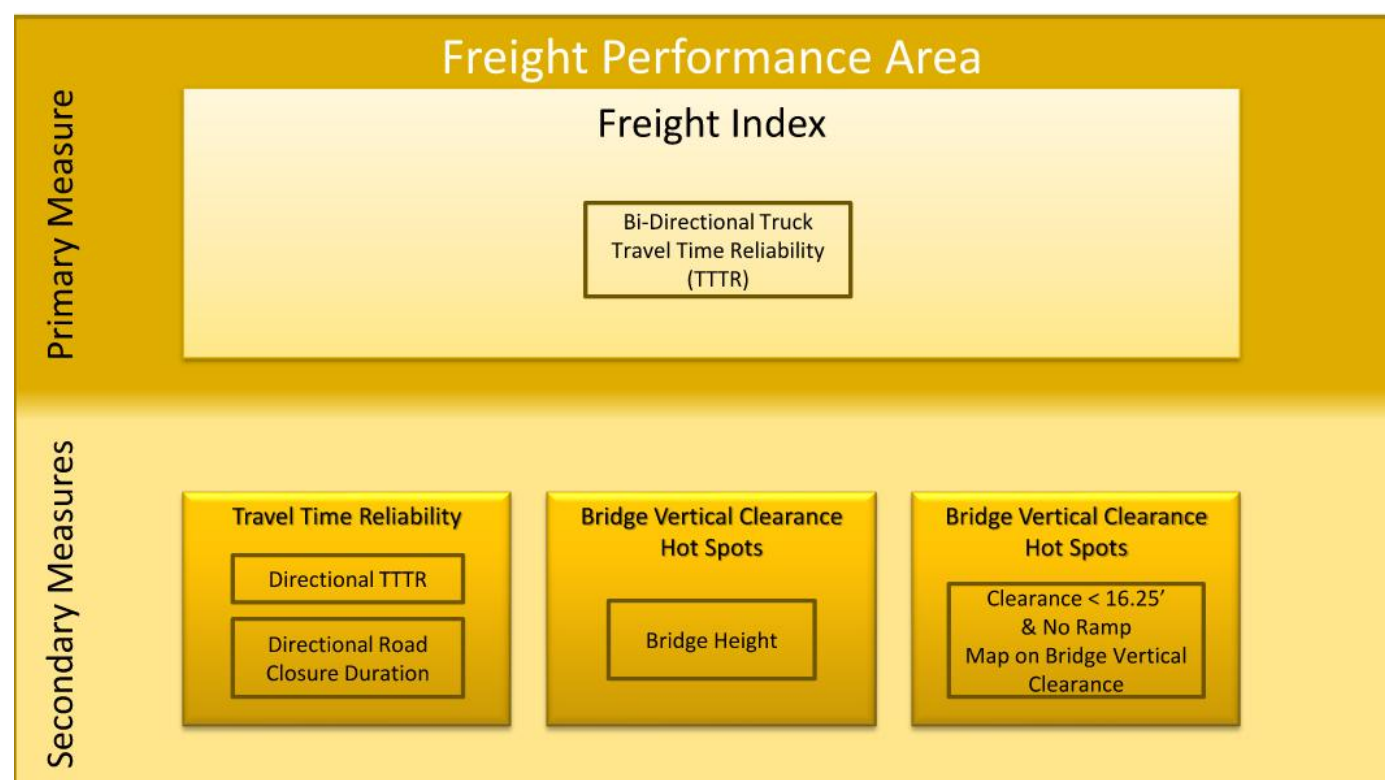 Freight Performance Area
Primary Measure
Freight Index
Bi-Directional Truck
Travel Time Reliability
(TTTR)
Secondary Measures
Travel Time Reliability
Directional TTTR
Directional Road
Closure Duration
Bridge Vertical Clearance
Hot Spots
Bridge Height
Bridge Vertical Clearance
Hot Spots
Clearance < 16.25’
& No Ramp
Map on Bridge Vertical
Clearance